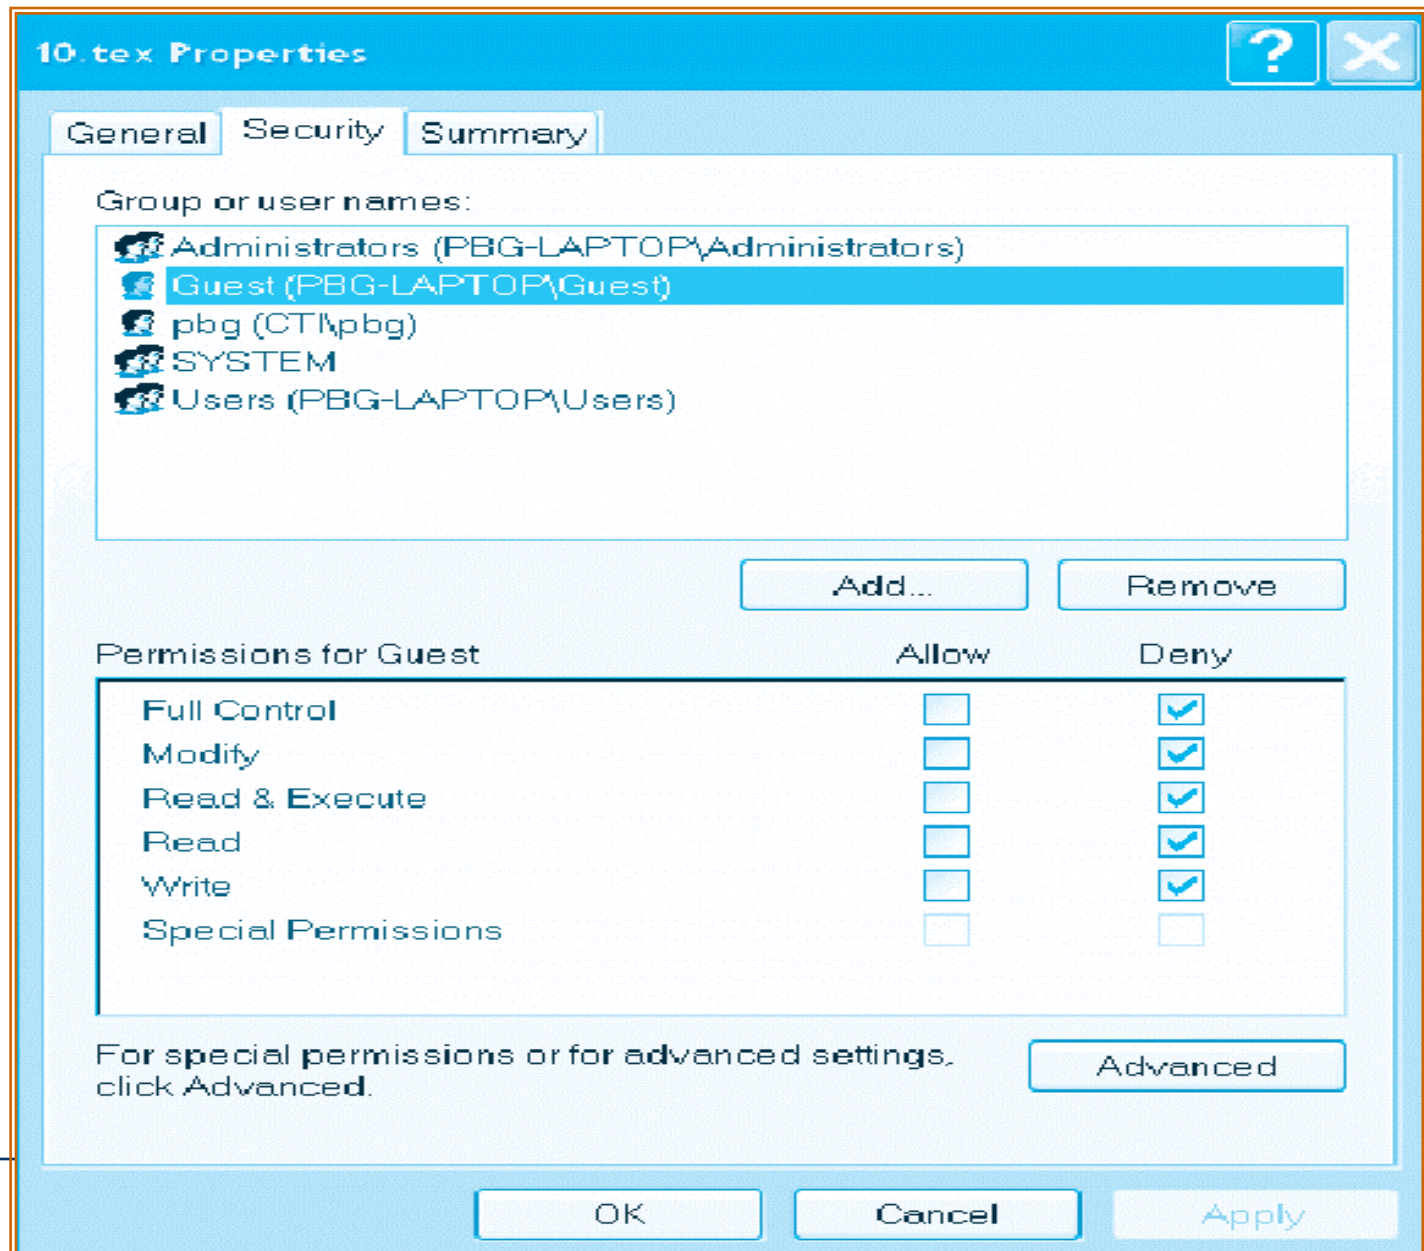 10.tex Properties
?
General Security Summary
Group or user names:
Administrators (PBG-LAPTOP\Administrators)
Guest (PBG-LAPTOP\Guest)
pbg (CTI\pbg)
SYSTEM
Users (PBG-LAPTOP\Users)
Add... Remove
Permissions for Guest Allow Deny
Full Control
Modify
Read & Execute
Read
Write
Special Permissions
For special permissions or for advanced settings,
click Advanced.
Advanced
OK Cancel Apply